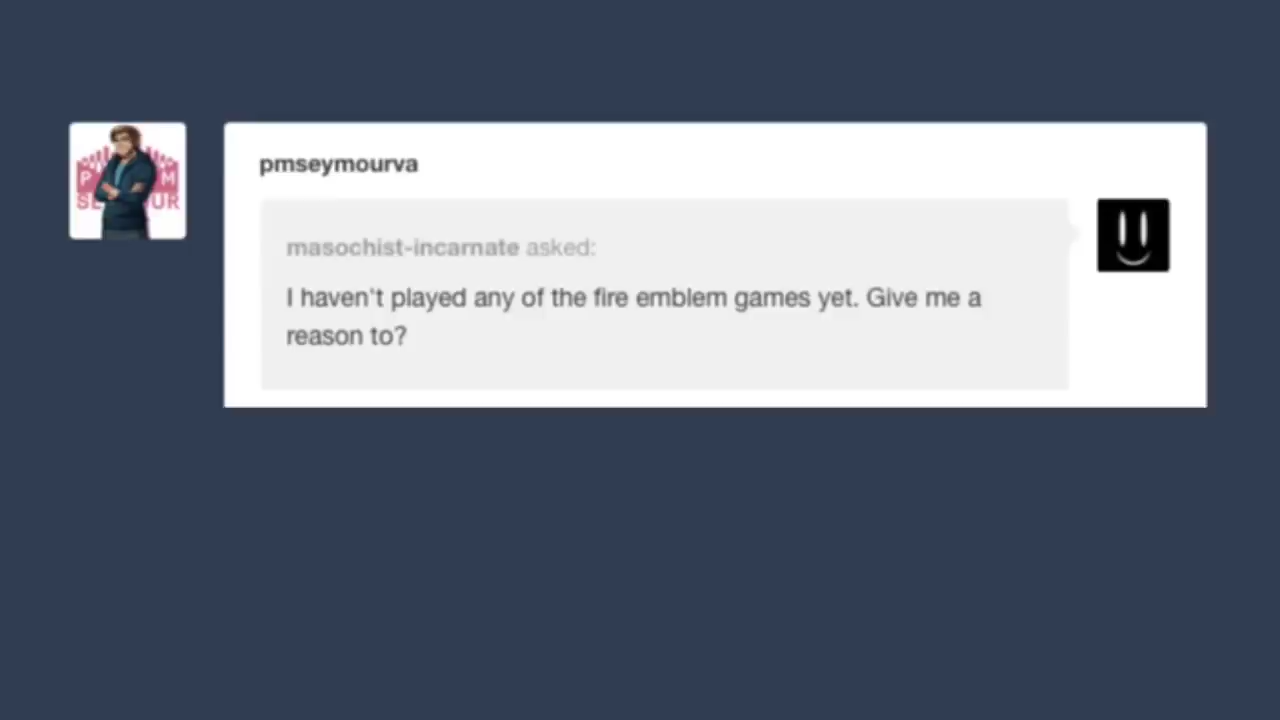 pmseymourva
masochist-incarnate asked:
I haven't played any of the fire emblem games yet. Give me a
reason to?